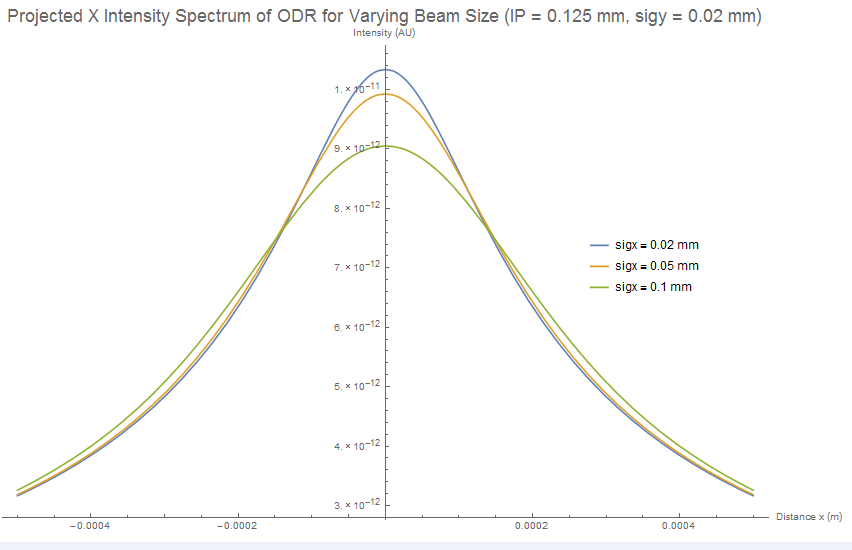 Projected X Intensity Spectrum of ODR for Varying Beam Size (IP = 0.125 mm, sigy = 0.02 mm)
Intensity (AU)
1. × 10⁻¹¹
9. × 10⁻¹²
8. × 10⁻¹²
7. × 10⁻¹²
6. × 10⁻¹²
5. × 10⁻¹²
4. × 10⁻¹²
3. × 10⁻¹²
sigx = 0.02 mm
sigx = 0.05 mm
sigx = 0.1 mm
-0.0004 -0.0002 0.0002 0.0004 Distance x (m)